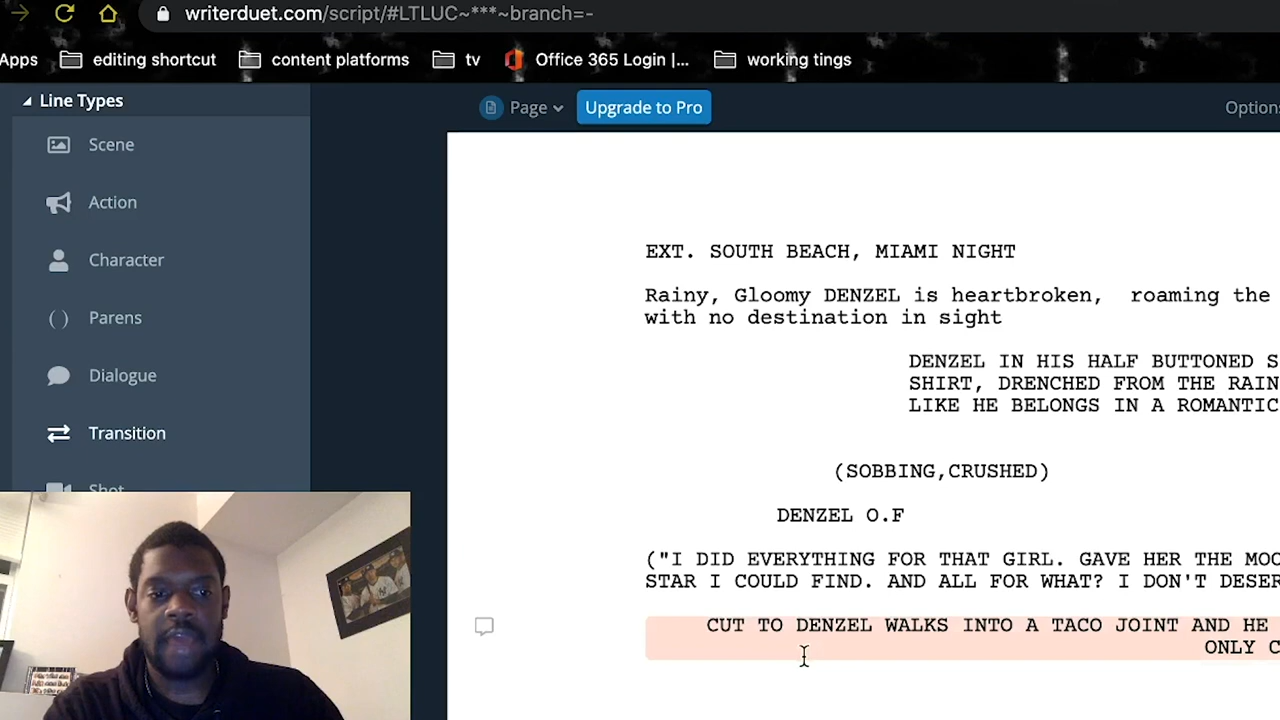 writerduet.com/script/#LTLUC~***~branch=-
Apps editing shortcut content platforms tv Office 365 Login |... working tings
Line Types
Page Upgrade to Pro Options
Scene
Action
Character
Parens
Dialogue
Transition
Shot
EXT. SOUTH BEACH, MIAMI NIGHT
Rainy, Gloomy DENZEL is heartbroken,  roaming the
with no destination in sight
DENZEL IN HIS HALF BUTTONED S
SHIRT, DRENCHED FROM THE RAIN
LIKE HE BELONGS IN A ROMANTIC
(SOBBING,CRUSHED)
DENZEL O.F
("I DID EVERYTHING FOR THAT GIRL. GAVE HER THE MOO
STAR I COULD FIND. AND ALL FOR WHAT? I DON'T DESER
CUT TO DENZEL WALKS INTO A TACO JOINT AND HE
ONLY C